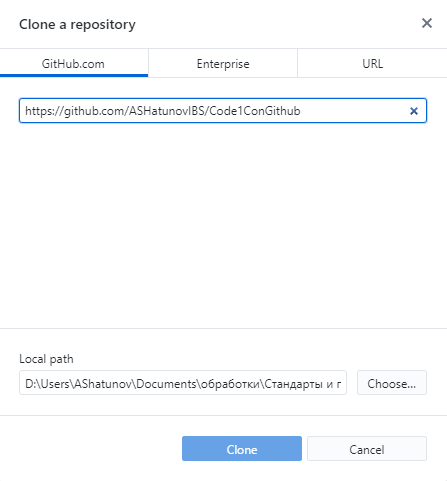 Clone a repository
GitHub.com
Enterprise
URL
https://github.com/ASHatunovIBS/Code1ConGithub
Local path
D:\Users\AShatunov\Documents\обработки\Стандарты и г
Choose...
Clone
Cancel